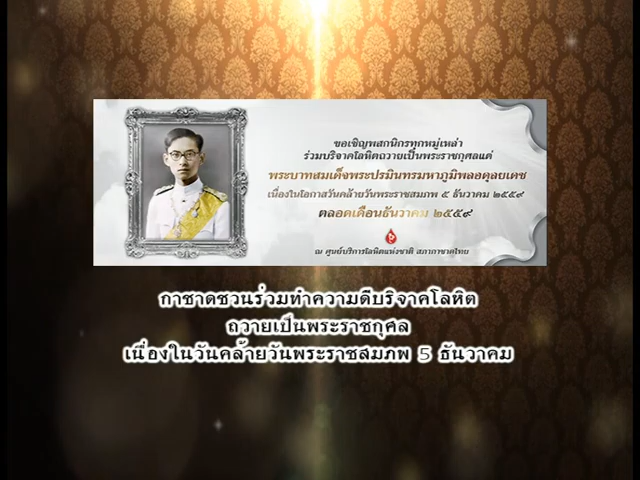 ขอเชิญพสกนิกรทุกหมู่เหล่า
ร่วมบริจาคโลหิตถวายเป็นพระราชกุศลแด่
พระบาทสมเด็จพระปรมินทรมหาภูมิพลอดุลยเดช
เนื่องในโอกาสวันคล้ายวันพระราชสมภพ ๕ ธันวาคม ๒๕๕๙
ตลอดเดือนธันวาคม ๒๕๕๙
ณ ศูนย์บริการโลหิตแห่งชาติ สภากาชาดไทย
กาชาดชวนร่วมทำความดีบริจาคโลหิต
ถวายเป็นพระราชกุศล
เนื่องในวันคล้ายวันพระราชสมภพ 5 ธันวาคม